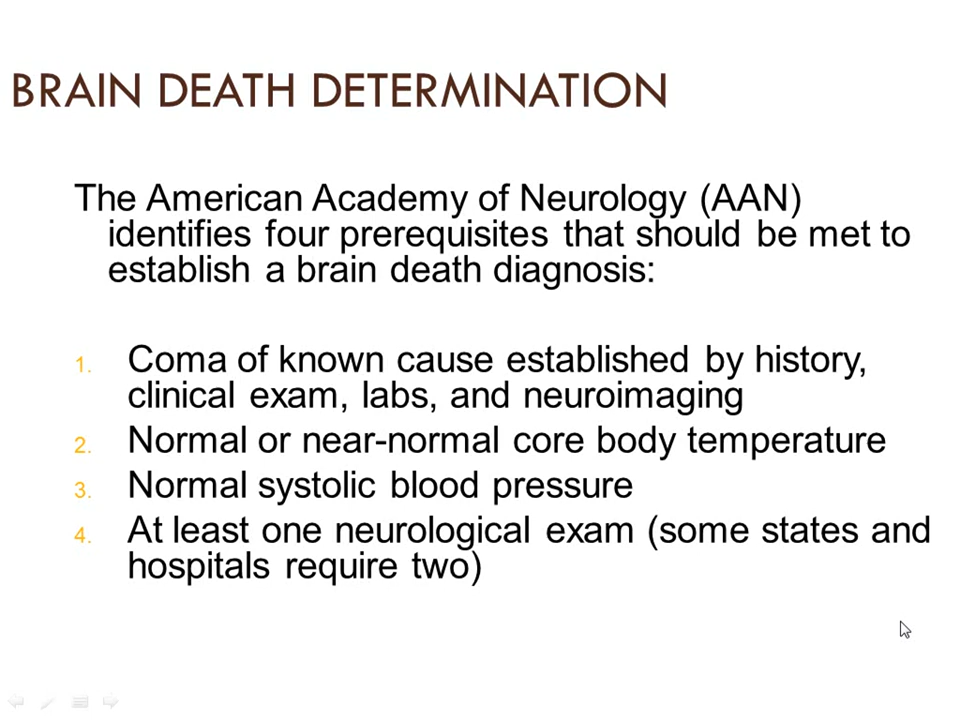 BRAIN DEATH DETERMINATION
The American Academy of Neurology (AAN)
identifies four prerequisites that should be met to
establish a brain death diagnosis:
1. Coma of known cause established by history,
clinical exam, labs, and neuroimaging
2. Normal or near-normal core body temperature
3. Normal systolic blood pressure
4. At least one neurological exam (some states and
hospitals require two)